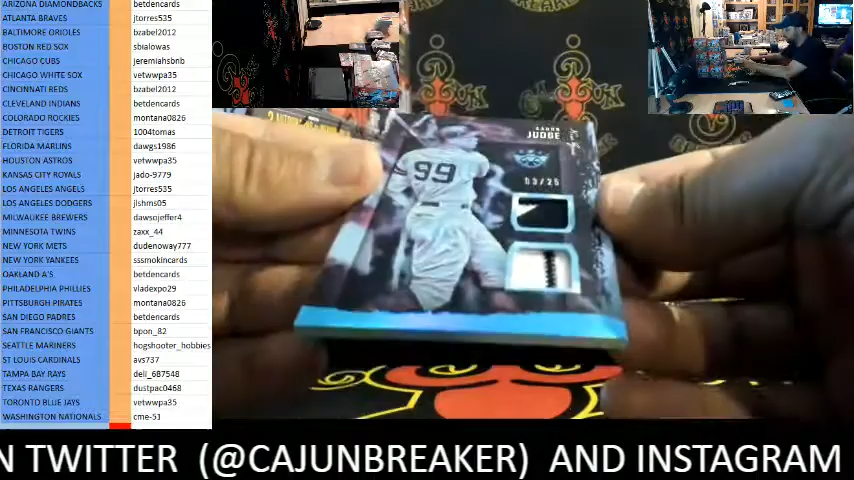 ARIZONA DIAMONDBACKS betdencards
ATLANTA BRAVES jtorres535
BALTIMORE ORIOLES bzabel2012
BOSTON RED SOX sbialowas
CHICAGO CUBS jeremiahsbnb
CHICAGO WHITE SOX vetwwpa35
CINCINNATI REDS bzabel2012
CLEVELAND INDIANS betdencards
COLORADO ROCKIES montana0826
DETROIT TIGERS 1004tomas
FLORIDA MARLINS dawgs1986
HOUSTON ASTROS vetwwpa35
KANSAS CITY ROYALS jado-9779
LOS ANGELES ANGELS jtorres535
LOS ANGELES DODGERS jlshms05
MILWAUKEE BREWERS dawsojeffer4
MINNESOTA TWINS zaxx_44
NEW YORK METS dudenoway777
NEW YORK YANKEES sssmokincards
OAKLAND A'S betdencards
PHILADELPHIA PHILLIES vladexpo29
PITTSBURGH PIRATES montana0826
SAN DIEGO PADRES betdencards
SAN FRANCISCO GIANTS bpon_82
SEATTLE MARINERS hogshooter_hobbies
ST LOUIS CARDINALS avs737
TAMPA BAY RAYS deli_687548
TEXAS RANGERS dustpac0468
TORONTO BLUE JAYS vetwwpa35
WASHINGTON NATIONALS cme-53
AARON
JUDGE
99
03/25
N TWITTER (@CAJUNBREAKER) AND INSTAGRAM